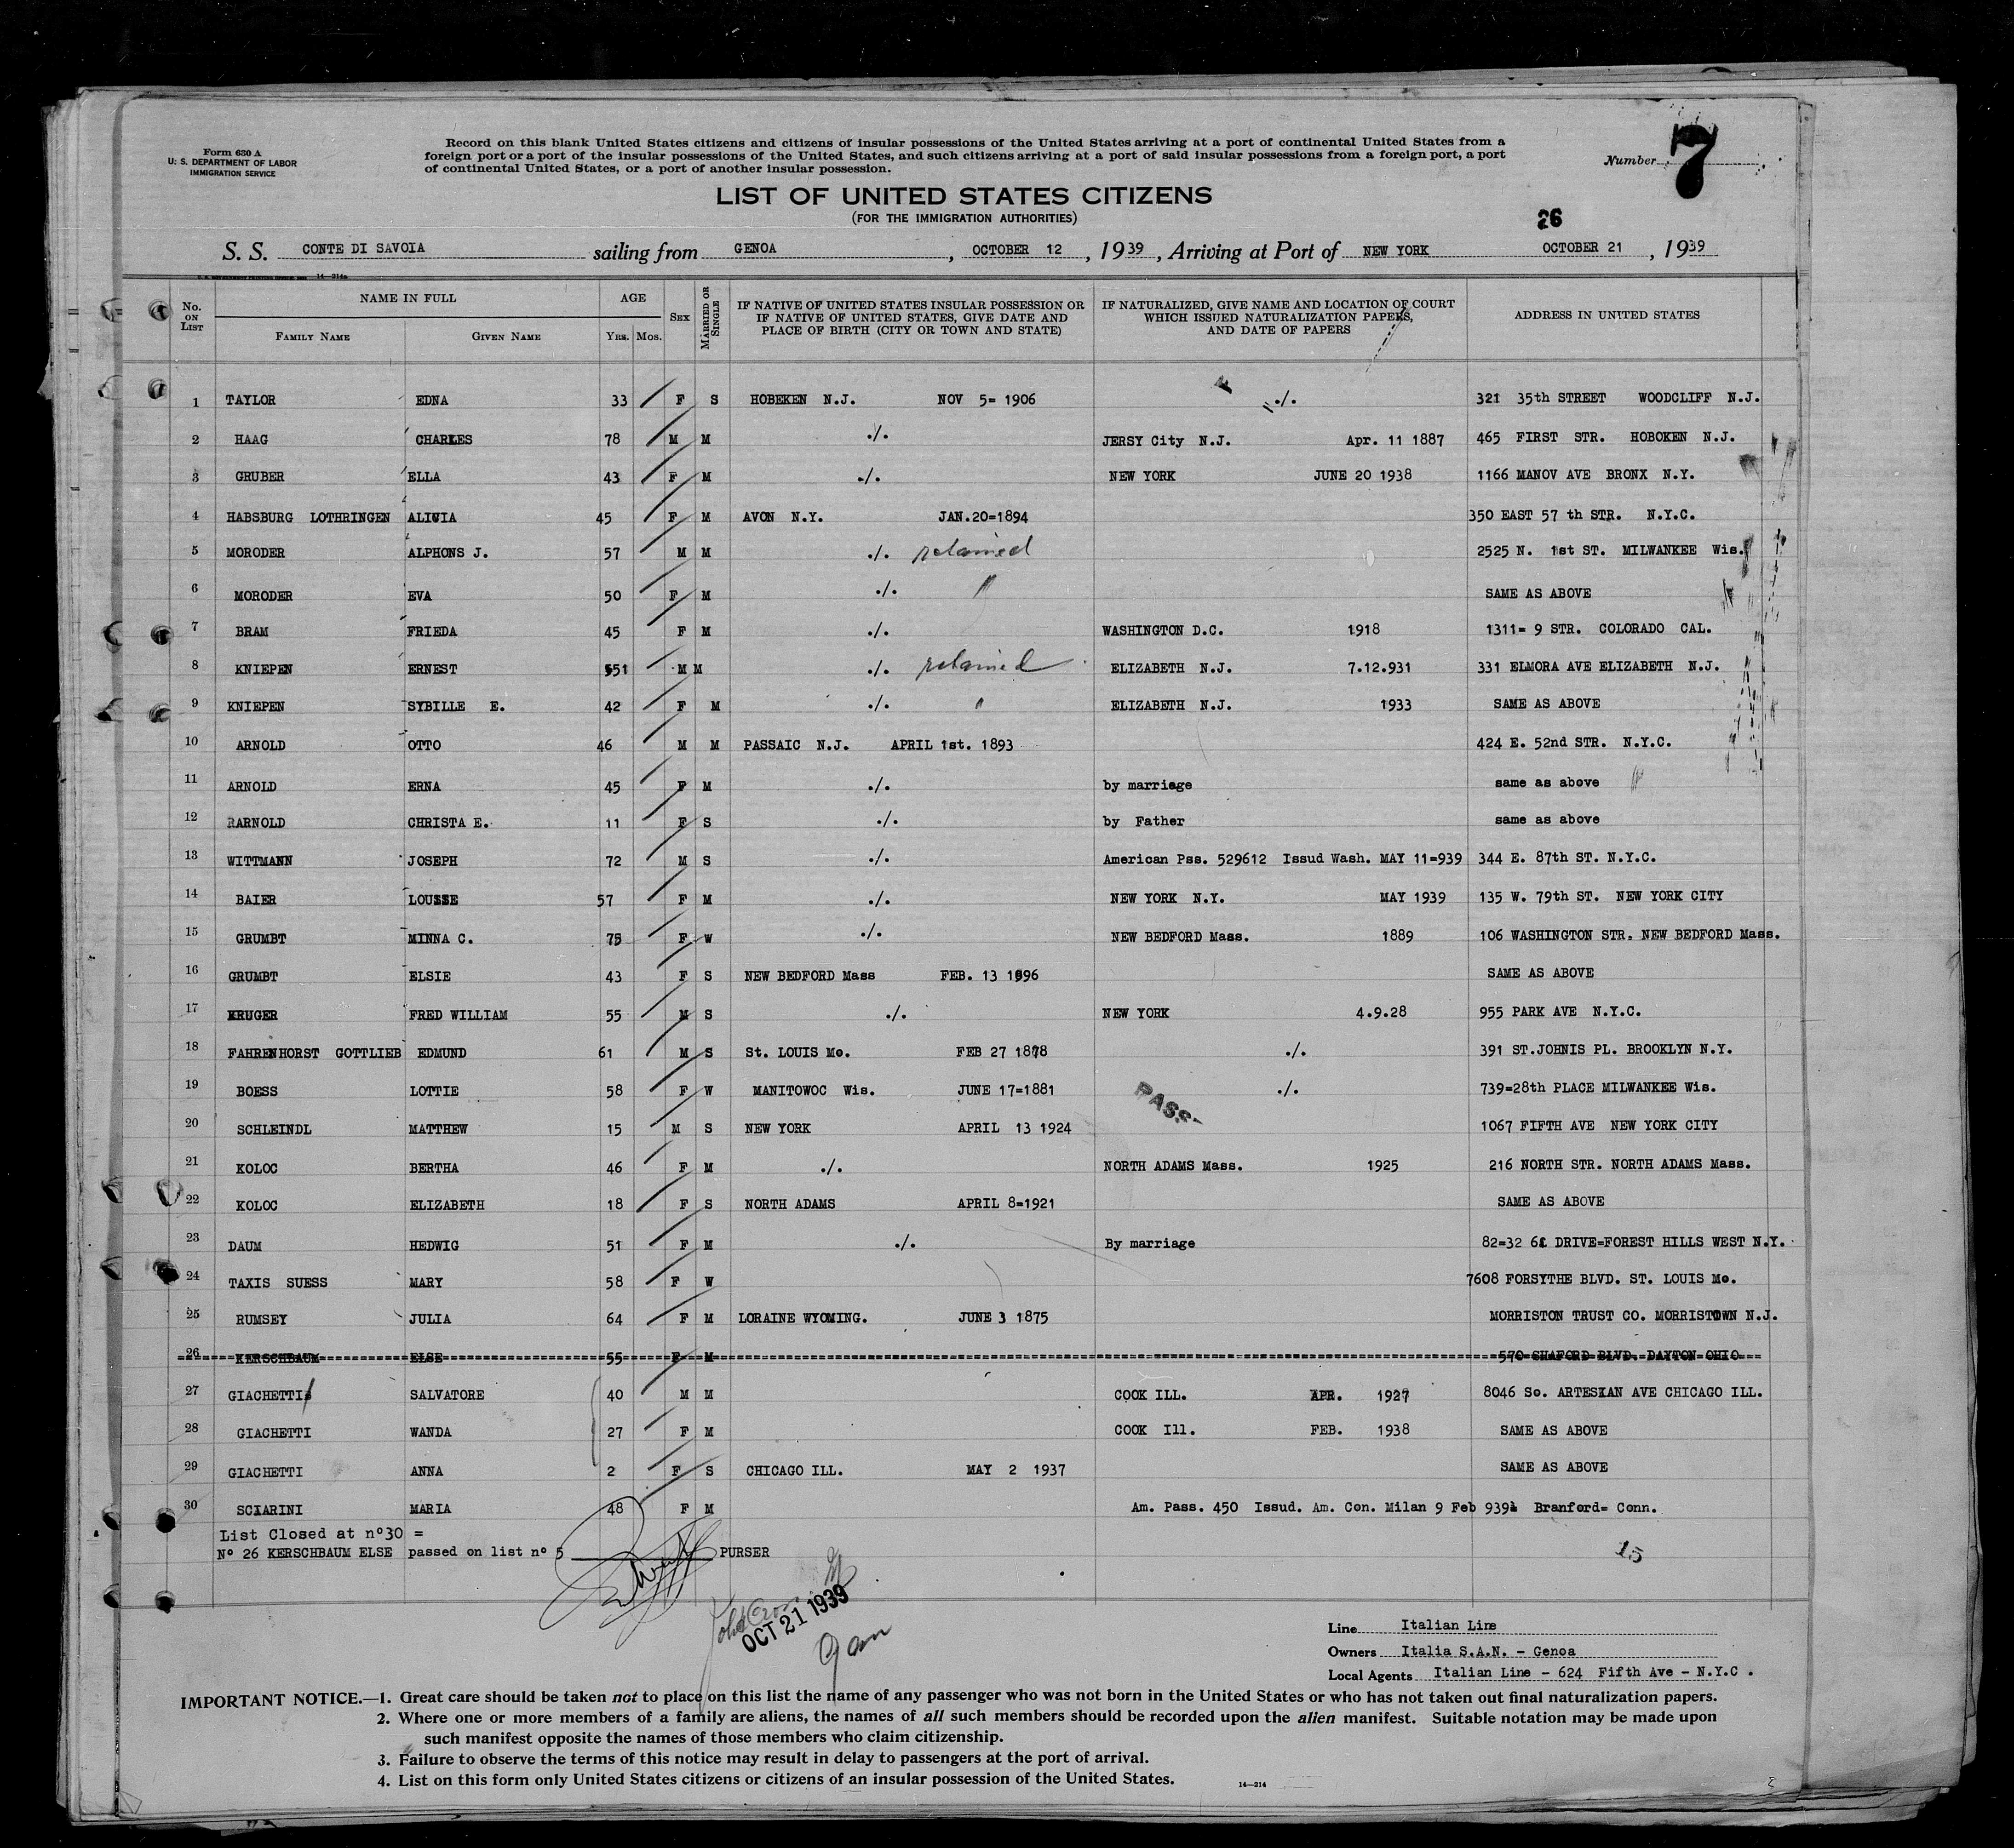 Form 630 A
U. S. DEPARTMENT OF LABOR
IMMIGRATION SERVICE
Record on this blank United States citizens and citizens of insular possessions of the United States arriving at a port of continental United States from a
foreign port or a port of the insular possessions of the United States, and such citizens arriving at a port of said insular possessions from a foreign port, a port
of continental United States, or a port of another insular possession.
Number 7
LIST OF UNITED STATES CITIZENS
(FOR THE IMMIGRATION AUTHORITIES)
26
S. S. CONTE DI SAVOIA sailing from GENOA, OCTOBER 12, 1939, Arriving at Port of NEW YORK OCTOBER 21, 1939
14—214a
No. ON LIST NAME IN FULL FAMILY NAME GIVEN NAME AGE YRS. MOS. SEX MARRIED OR SINGLE IF NATIVE OF UNITED STATES INSULAR POSSESSION OR IF NATIVE OF UNITED STATES, GIVE DATE AND PLACE OF BIRTH (CITY OR TOWN AND STATE) IF NATURALIZED, GIVE NAME AND LOCATION OF COURT WHICH ISSUED NATURALIZATION PAPERS, AND DATE OF PAPERS ADDRESS IN UNITED STATES
1 TAYLOR EDNA 33 F S HOBEKEN N.J. NOV 5= 1906 ./. 321 35th STREET WOODCLIFF N.J.
2 HAAG CHARLES 78 M M ./. JERSY City N.J. Apr. 11 1887 465 FIRST STR. HOBOKEN N.J.
3 GRUBER ELLA 43 F M ./. NEW YORK JUNE 20 1938 1166 MANOV AVE BRONX N.Y.
4 HABSBURG LOTHRINGEN ALICIA 45 F M AVON N.Y. JAN.20=1894 350 EAST 57 th STR. N.Y.C.
5 MORODER ALPHONS J. 57 M M ./. retained 2525 N. 1st ST. MILWANKEE Wis.
6 MORODER EVA 50 F M ./. " SAME AS ABOVE
7 BRAM FRIEDA 45 F M ./. WASHINGTON D.C. 1918 1311= 9 STR. COLORADO CAL.
8 KNIEPEN ERNEST 551 M M ./. retained ELIZABETH N.J. 7.12.931 331 ELMORA AVE ELIZABETH N.J.
9 KNIEPEN SYBILLE E. 42 F M ./. " ELIZABETH N.J. 1933 SAME AS ABOVE
10 ARNOLD OTTO 46 M M PASSAIC N.J. APRIL 1st. 1893 424 E. 52nd STR. N.Y.C.
11 ARNOLD ERNA 45 F M ./. by marriage same as above
12 RARNOLD CHRISTA E. 11 F S ./. by Father same as above
13 WITTMANN JOSEPH 72 M S ./. American Pss. 529612 Issud Wash. MAY 11=939 344 E. 87th ST. N.Y.C.
14 BAIER LOUISE 57 F M ./. NEW YORK N.Y. MAY 1939 135 W. 79th ST. NEW YORK CITY
15 GRUMBT MINNA C. 75 F W ./. NEW BEDFORD Mass. 1889 106 WASHINGTON STR. NEW BEDFORD Mass.
16 GRUMBT ELSIE 43 F S NEW BEDFORD Mass FEB. 13 1896 SAME AS ABOVE
17 KRUGER FRED WILLIAM 55 M S ./. NEW YORK 4.9.28 955 PARK AVE N.Y.C.
18 FAHRENHORST GOTTLIEB EDMUND 61 M S St. LOUIS Mo. FEB 27 1878 ./. 391 ST.JOHNIS PL. BROOKLYN N.Y.
19 BOESS LOTTIE 58 F W MANITOWOC Wis. JUNE 17=1881 ./. 739=28th PLACE MILWANKEE Wis.
PASS
20 SCHLEINDL MATTHEW 15 M S NEW YORK APRIL 13 1924 1067 FIFTH AVE NEW YORK CITY
21 KOLOC BERTHA 46 F M ./. NORTH ADAMS Mass. 1925 216 NORTH STR. NORTH ADAMS Mass.
22 KOLOC ELIZABETH 18 F S NORTH ADAMS APRIL 8=1921 SAME AS ABOVE
23 DAUM HEDWIG 51 F M ./. By marriage 82=32 DRIVE=FOREST HILLS WEST N.Y.
24 TAXIS SUESS MARY 58 F W 7608 FORSYTHE BLVD. ST. LOUIS Mo.
25 RUMSEY JULIA 64 F M LORAINE WYOMING. JUNE 3 1875 MORRISTON TRUST CO. MORRISTOWN N.J.
26 KERSCHBAUM ELSE 55 F M 570 SHAFORD BLVD. DAYTON OHIO
27 GIACHETTI SALVATORE 40 M M COOK ILL. APR. 1927 8046 So. ARTESIAN AVE CHICAGO ILL.
28 GIACHETTI WANDA 27 F M COOK Ill. FEB. 1938 SAME AS ABOVE
29 GIACHETTI ANNA 2 F S CHICAGO ILL. MAY 2 1937 SAME AS ABOVE
30 SCIARINI MARIA 48 F M Am. Pass. 450 Issud. Am. Con. Milan 9 Feb 939 Branford= Conn.
List Closed at nº30 =
Nº 26 KERSCHBAUM ELSE passed on list nº 5 PURSER
15
OCT 21 1939
Line Italian Line
Owners Italia S.A.N. - Genoa
Local Agents Italian Line - 624 Fifth Ave - N.Y.C.
IMPORTANT NOTICE.—1. Great care should be taken not to place on this list the name of any passenger who was not born in the United States or who has not taken out final naturalization papers.
2. Where one or more members of a family are aliens, the names of all such members should be recorded upon the alien manifest. Suitable notation may be made upon
such manifest opposite the names of those members who claim citizenship.
3. Failure to observe the terms of this notice may result in delay to passengers at the port of arrival.
4. List on this form only United States citizens or citizens of an insular possession of the United States.
14—214